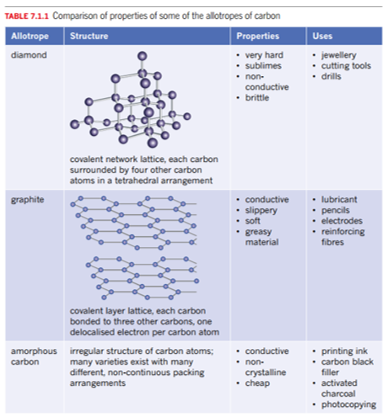 TABLE 7.1.1 Comparison of properties of some of the allotropes of carbon
Allotrope Structure Properties Uses
diamond
covalent network lattice, each carbon
surrounded by four other carbon
atoms in a tetrahedral arrangement
• very hard
• sublimes
• non-
conductive
• brittle
• jewellery
• cutting tools
• drills
graphite
covalent layer lattice, each carbon
bonded to three other carbons, one
delocalised electron per carbon atom
• conductive
• slippery
• soft
• greasy
material
• lubricant
• pencils
• electrodes
• reinforcing
fibres
amorphous
carbon
irregular structure of carbon atoms;
many varieties exist with many
different, non-continuous packing
arrangements
• conductive
• non-
crystalline
• cheap
• printing ink
• carbon black
filler
• activated
charcoal
• photocopying